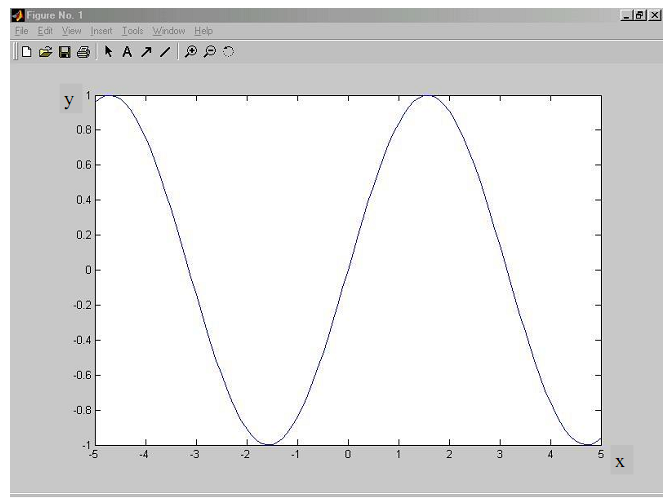 Figure No. 1
File Edit View Insert Tools Window Help
A
y
1
0.8
0.6
0.4
0.2
0
-0.2
-0.4
-0.6
-0.8
-1
-5 -4 -3 -2 -1 0 1 2 3 4 5
x